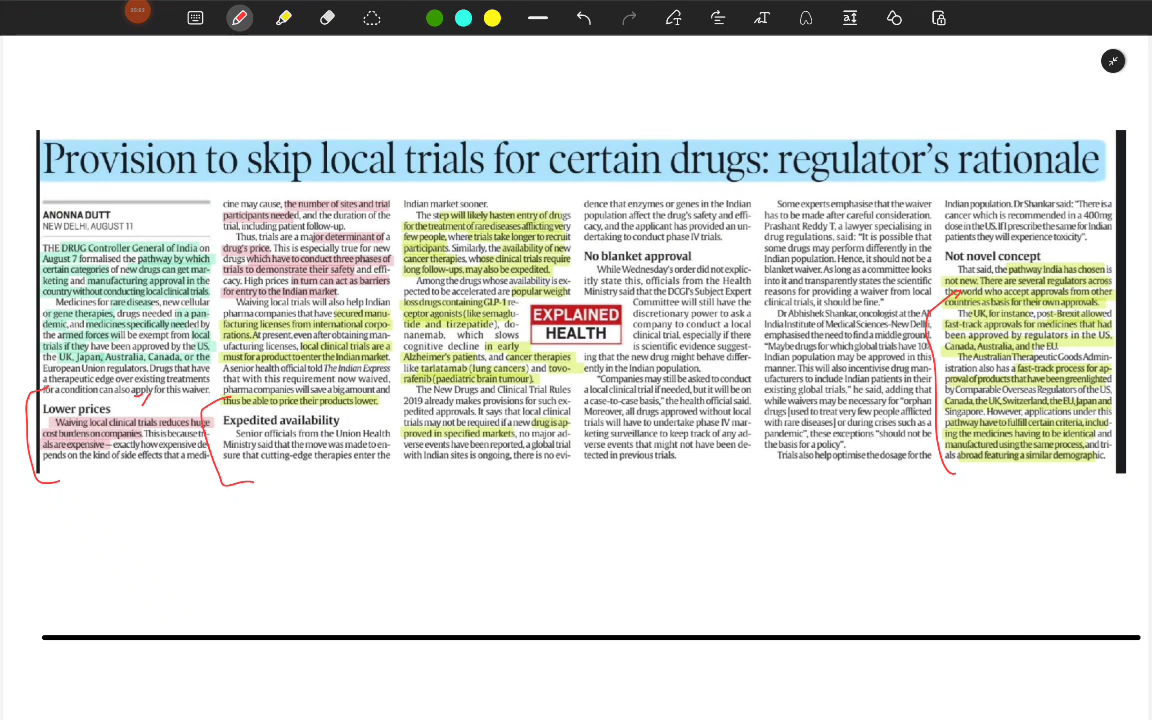 Provision to skip local trials for certain drugs: regulator's rationale
ANONNA DUTT
NEW DELHI, AUGUST 11
THE DRUG Controller General of India on
August 7 formalised the pathway by which
certain categories of new drugs can get mar-
keting and manufacturing approval in the
country without conducting local clinical trials.
Medicines for rare diseases, new cellular
or gene therapies, drugs needed in a pan-
demic, and medicines specifically needed by
the armed forces will be exempt from local
trials if they have been approved by the US,
the UK, Japan, Australia, Canada, or the
European Union regulators. Drugs that have
a therapeutic edge over existing treatments
for a condition can also apply for this waiver.
Lower prices
Waiving local clinical trials reduces huge
cost burdens on companies. This is because tri-
als are expensive — exactly how expensive de-
pends on the kind of side effects that a medi-
cine may cause, the number of sites and trial
participants needed, and the duration of the
trial, including patient follow-up.
Thus, trials are a major determinant of a
drug's price. This is especially true for new
drugs which have to conduct three phases of
trials to demonstrate their safety and effi-
cacy. High prices in turn can act as barriers
for entry to the Indian market.
Waiving local trials will also help Indian
pharma companies that have secured manu-
facturing licenses from international corpo-
rations. At present, even after obtaining man-
ufacturing licenses, local clinical trials are a
must for a product to enter the Indian market.
A senior health official told The Indian Express
that with this requirement now waived,
pharma companies will save a big amount and
thus be able to price their products lower.
Expedited availability
Senior officials from the Union Health
Ministry said that the move was made to en-
sure that cutting-edge therapies enter the
Indian market sooner.
The step will likely hasten entry of drugs
for the treatment of rare diseases afflicting very
few people, where trials take longer to recruit
participants. Similarly, the availability of new
cancer therapies, whose clinical trials require
long follow-ups, may also be expedited.
Among the drugs whose availability is ex-
pected to be accelerated are popular weight
loss drugs containing GLP-1 re-
ceptor agonists (like semaglu-
tide and tirzepatide), do-
nanemab, which slows
cognitive decline in early
Alzheimer's patients, and cancer therapies
like tarlatamab (lung cancers) and tovo-
rafenib (paediatric brain tumour).
The New Drugs and Clinical Trial Rules
2019 already makes provisions for such ex-
pedited approvals. It says that local clinical
trials may not be required if a new drug is ap-
proved in specified markets, no major ad-
verse events have been reported, a global trial
with Indian sites is ongoing, there is no evi-
EXPLAINED
HEALTH
dence that enzymes or genes in the Indian
population affect the drug's safety and effi-
cacy, and the applicant has provided an un-
dertaking to conduct phase IV trials.
No blanket approval
While Wednesday's order did not explic-
itly state this, officials from the Health
Ministry said that the DCGI's Subject Expert
Committee will still have the
discretionary power to ask a
company to conduct a local
clinical trial, especially if there
is scientific evidence suggest-
ing that the new drug might behave differ-
ently in the Indian population.
"Companies may still be asked to conduct
a local clinical trial if needed, but it will be on
a case-to-case basis," the health official said.
Moreover, all drugs approved without local
trials will have to undertake phase IV mar-
keting surveillance to keep track of any ad-
verse events that might not have been de-
tected in previous trials.
Some experts emphasise that the waiver
has to be made after careful consideration.
Prashant Reddy T, a lawyer specialising in
drug regulations, said: "It is possible that
some drugs may perform differently in the
Indian population. Hence, it should not be a
blanket waiver. As long as a committee looks
into it and transparently states the scientific
reasons for providing a waiver from local
clinical trials, it should be fine."
Dr Abhishek Shankar, oncologist at the All
India Institute of Medical Sciences-New Delhi,
emphasised the need to find a middle ground.
"Maybe drugs for which global trials have 10%
Indian population may be approved in this
manner. This will also incentivise drug man-
ufacturers to include Indian patients in their
existing global trials," he said, adding that
while waivers may be necessary for "orphan
drugs [used to treat very few people afflicted
with rare diseases] or during crises such as a
pandemic", these exceptions "should not be
the basis for a policy".
Trials also help optimise the dosage for the
Indian population. Dr Shankar said: "There is a
cancer which is recommended in a 400mg
dose in the US. If I prescribe the same for Indian
patients they will experience toxicity".
Not novel concept
That said, the pathway India has chosen is
not new. There are several regulators across
the world who accept approvals from other
countries as basis for their own approvals.
The UK, for instance, post-Brexit allowed
fast-track approvals for medicines that had
been approved by regulators in the US,
Canada, Australia, and the EU.
The Australian Therapeutic Goods Admin-
istration also has a fast-track process for ap-
proval of products that have been greenlighted
by Comparable Overseas Regulators of the US,
Canada, the UK, Switzerland, the EU, Japan and
Singapore. However, applications under this
pathway have to fulfill certain criteria, includ-
ing the medicines having to be identical and
manufactured using the same process, and tri-
als abroad featuring a similar demographic.